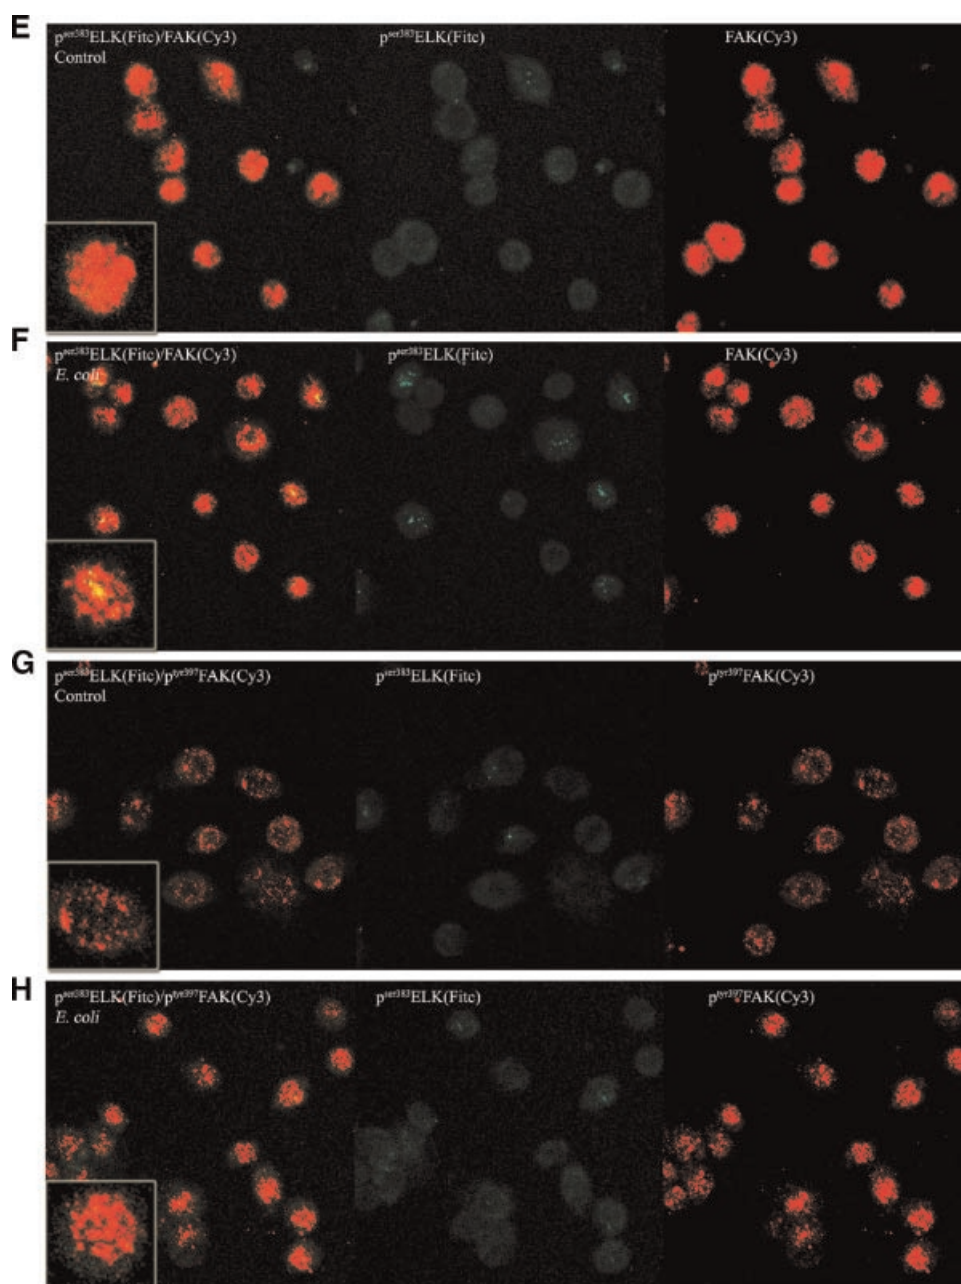 E
pser383ELK(Fitc)/FAK(Cy3) pser383ELK(Fitc) FAK(Cy3)
Control
F
pser383ELK(Fitc)/FAK(Cy3) pser383ELK(Fitc) FAK(Cy3)
E. coli
G
pser383ELK(Fitc)/ptyr397FAK(Cy3) pser383ELK(Fitc) ptyr397FAK(Cy3)
Control
H
pser383ELK(Fitc)/ptyr397FAK(Cy3) pser383ELK(Fitc) ptyr397FAK(Cy3)
E. coli